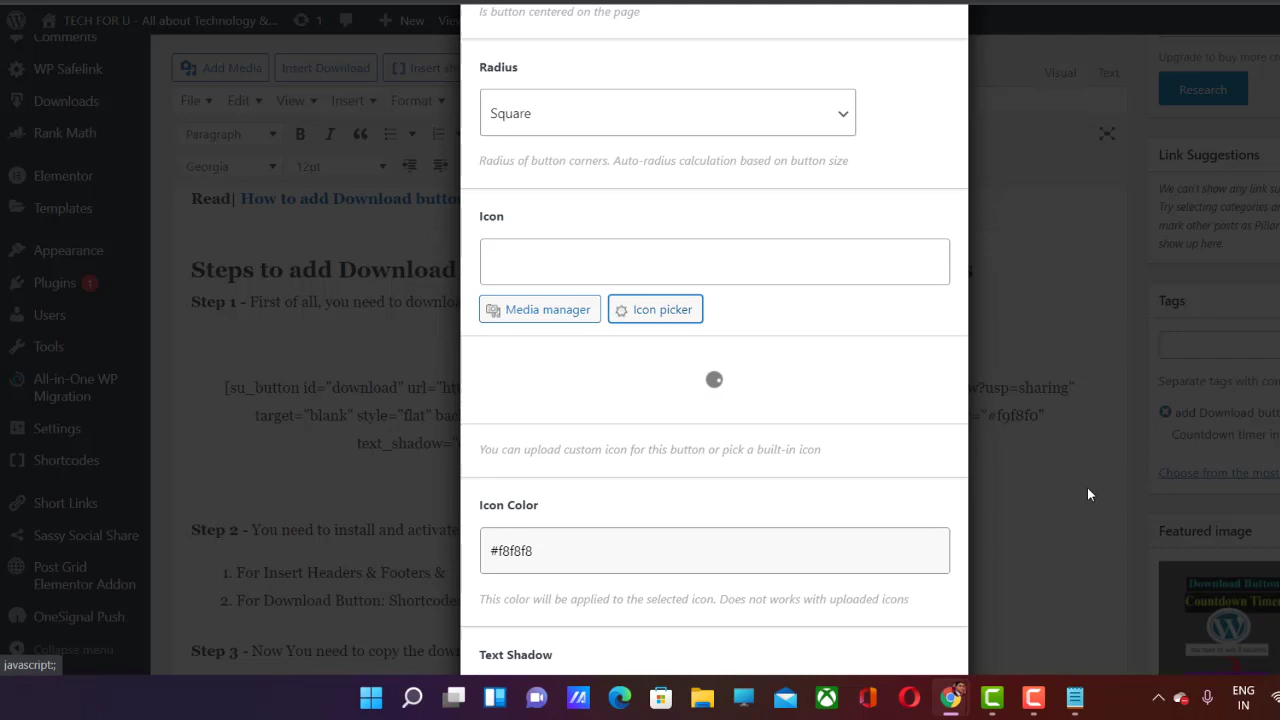 TECH FOR U - All about Technology &
1
New
Vie
Is button centered on the page
Comments
WP Safelink
Downloads
Rank Math
Elementor
Templates
Appearance
Plugins 1
Users
Tools
All-in-One WP
Migration
Settings
Shortcodes
Short Links
Sassy Social Share
Post Grid
Elementor Addon
OneSignal Push
Collapse menu
javascript:;
Add Media
Insert Download
Insert sh
Visual
Text
File
Edit
View
Insert
Format
Paragraph
B I
Georgia
12pt
Read| How to add Download butto
Steps to add Download
s
Step 1 - First of all, you need to downloa
[su_button id="download" url="ht
w?usp=sharing"
target="blank" style="flat" bac
="#f9f8f0"
text_shadow="
Step 2 - You need to install and activate
1. For Insert Headers & Footers &
2. For Download Button: Shortcodes
Step 3 - Now You need to copy the down
Radius
Square
Radius of button corners. Auto-radius calculation based on button size
Icon
Media manager
Icon picker
You can upload custom icon for this button or pick a built-in icon
Icon Color
#f8f8f8
This color will be applied to the selected icon. Does not works with uploaded icons
Text Shadow
Upgrade to buy more c
Research
Link Suggestions
We can't show any link su
Try selecting categories a
mark other posts as Pillar
show up here.
Tags
Separate tags with co
add Download butt
Countdown timer in
Choose from the most
Featured image
Download Button
Countdown Time
ENG
IN